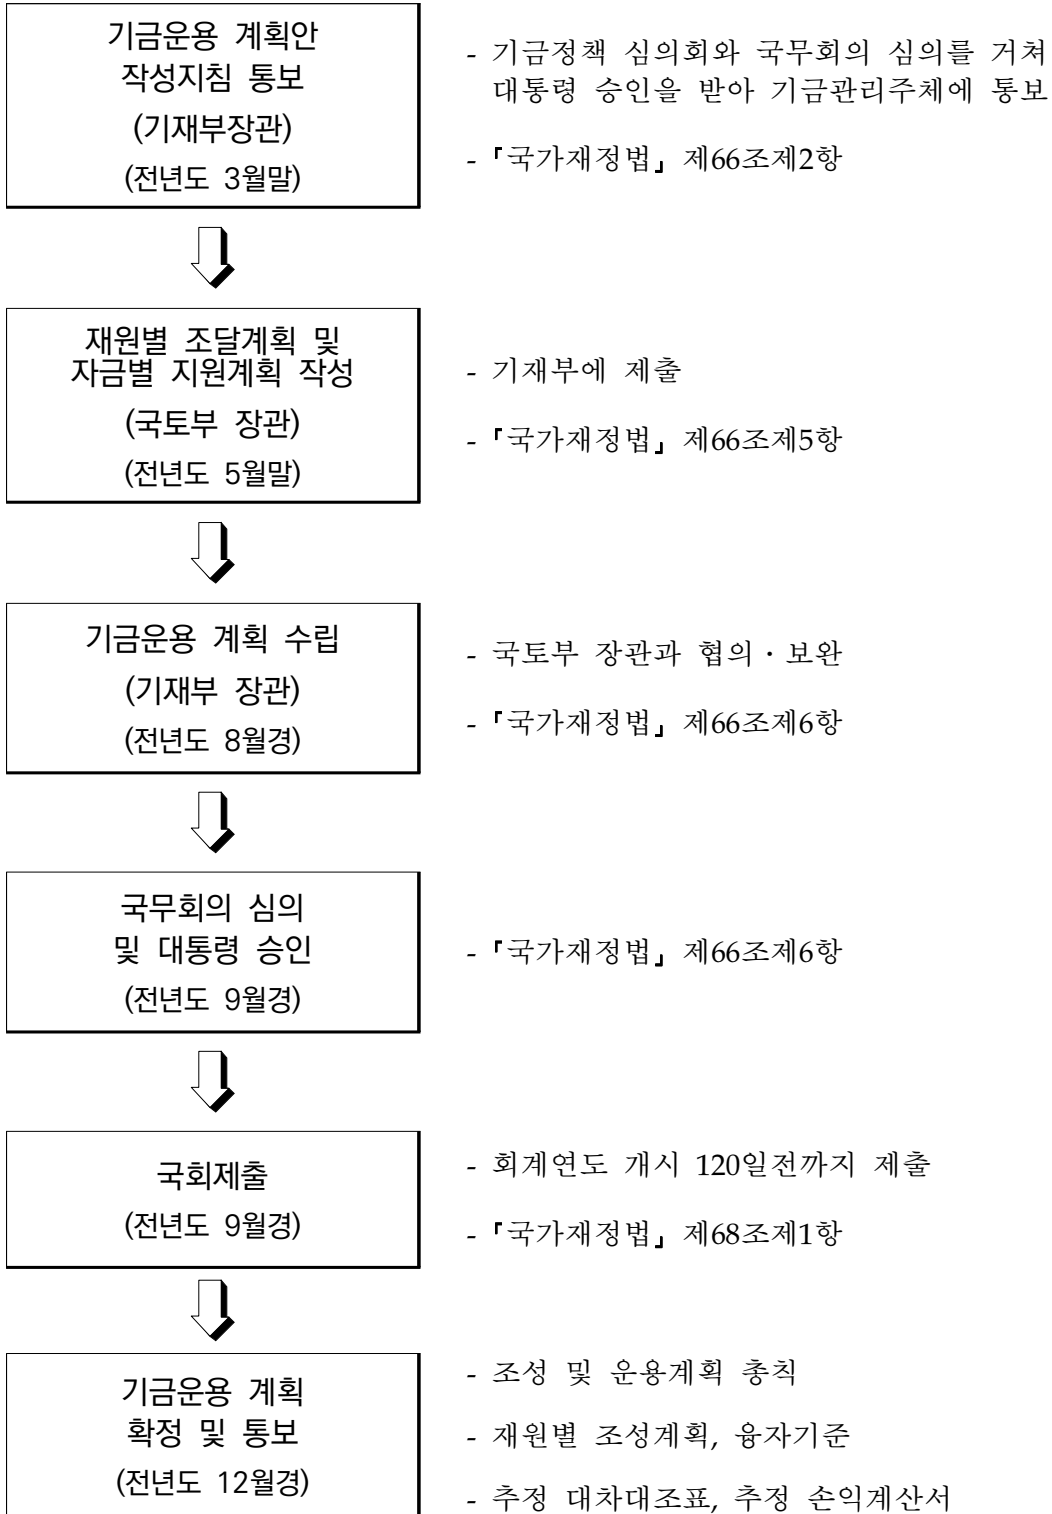 기금운용 계획안
작성지침 통보
(기재부장관)
(전년도 3월말)
- 기금정책 심의회와 국무회의 심의를 거쳐
대통령 승인을 받아 기금관리주체에 통보
-「국가재정법」제66조제2항
재원별 조달계획 및
자금별 지원계획 작성
(국토부 장관)
(전년도 5월말)
- 기재부에 제출
-「국가재정법」제66조제5항
기금운용 계획 수립
(기재부 장관)
(전년도 8월경)
- 국토부 장관과 협의・보완
-「국가재정법」제66조제6항
국무회의 심의
및 대통령 승인
(전년도 9월경)
-「국가재정법」제66조제6항
국회제출
(전년도 9월경)
- 회계연도 개시 120일전까지 제출
-「국가재정법」제68조제1항
기금운용 계획
확정 및 통보
(전년도 12월경)
- 조성 및 운용계획 총칙
- 재원별 조성계획, 융자기준
- 추정 대차대조표, 추정 손익계산서